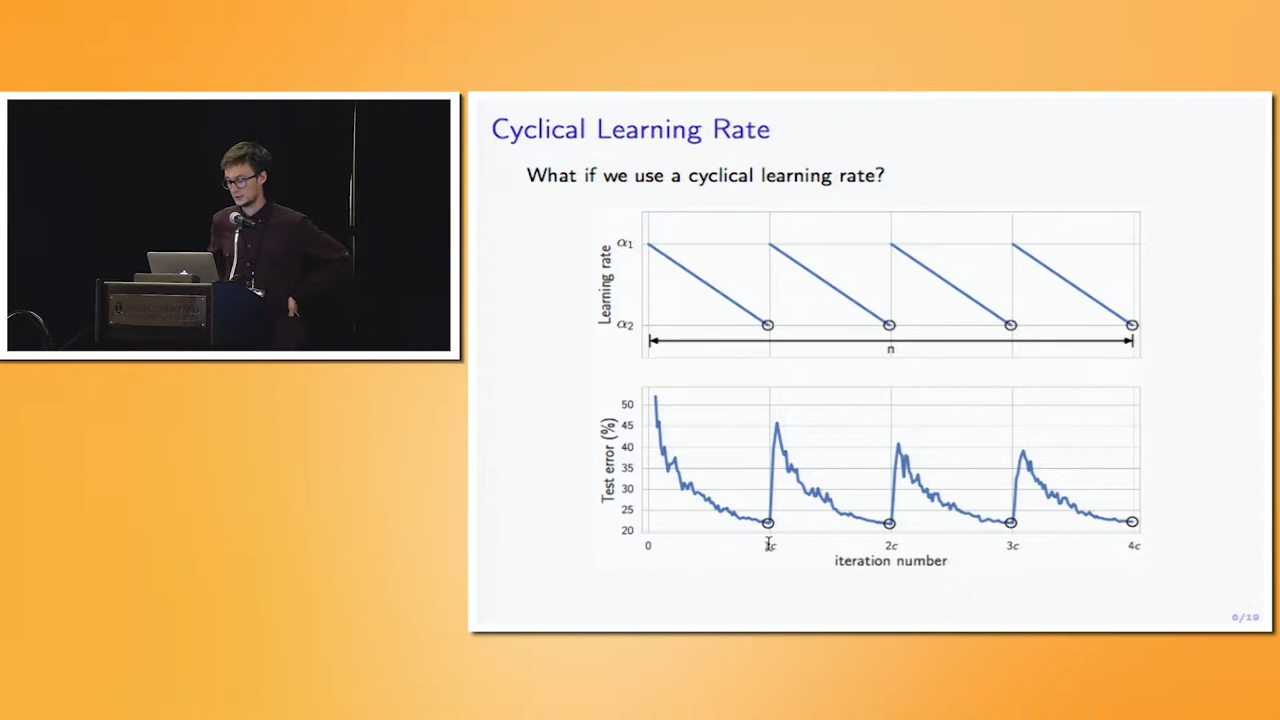 Cyclical Learning Rate
What if we use a cyclical learning rate?
Learning rate
α1
α2
n
Test error (%)
50
45
40
35
30
25
20
0
2c
3c
4c
iteration number
6/19